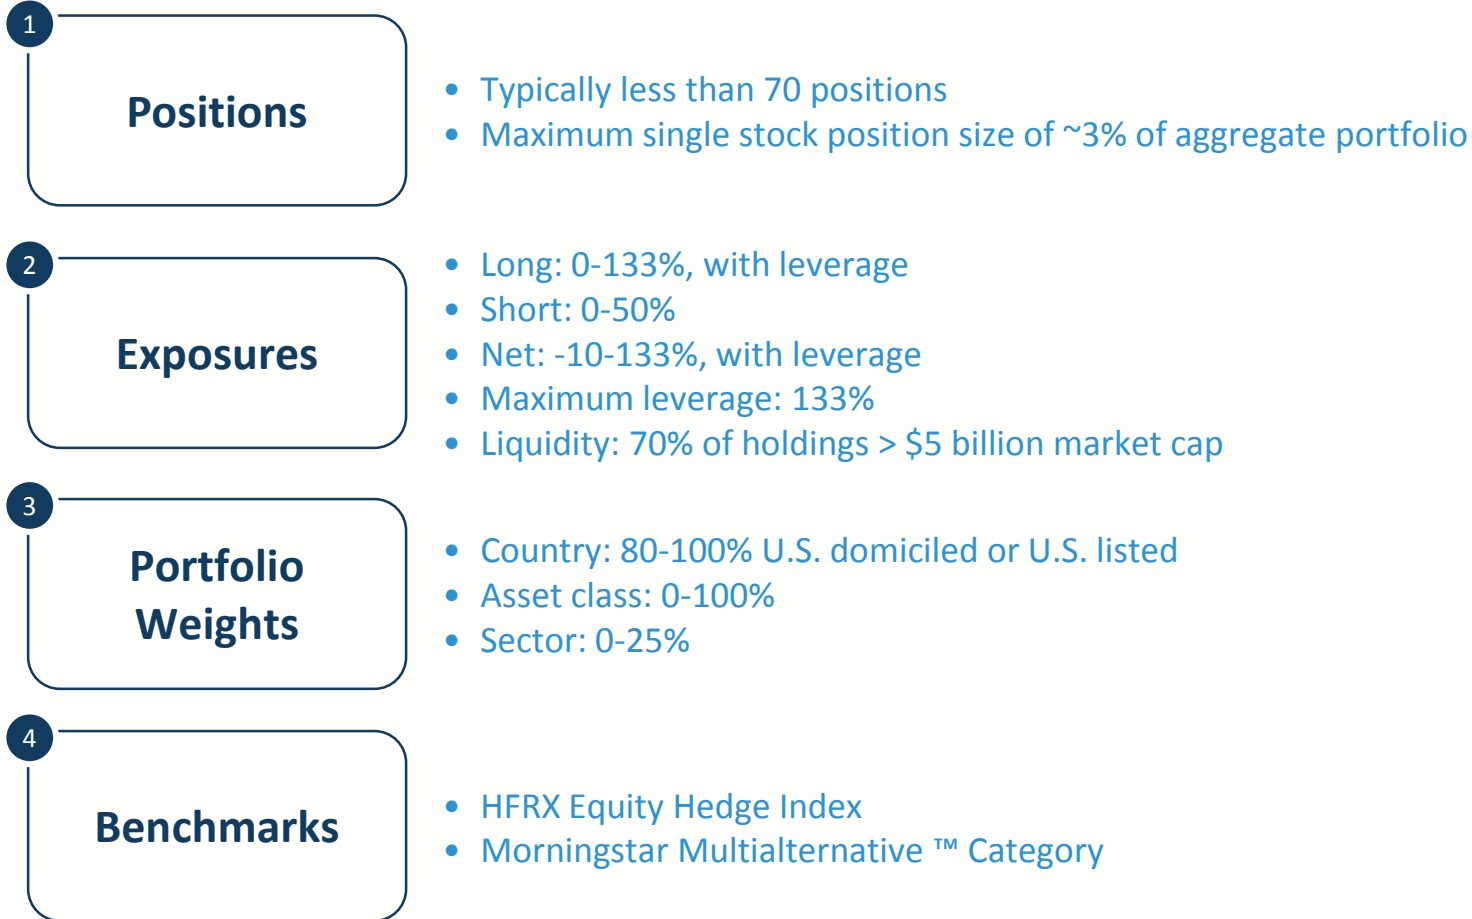 1
Positions
• Typically less than 70 positions
• Maximum single stock position size of ~3% of aggregate portfolio
2
Exposures
• Long: 0-133%, with leverage
• Short: 0-50%
• Net: -10-133%, with leverage
• Maximum leverage: 133%
• Liquidity: 70% of holdings > $5 billion market cap
3
Portfolio
Weights
• Country: 80-100% U.S. domiciled or U.S. listed
• Asset class: 0-100%
• Sector: 0-25%
4
Benchmarks
• HFRX Equity Hedge Index
• Morningstar Multialternative ™ Category